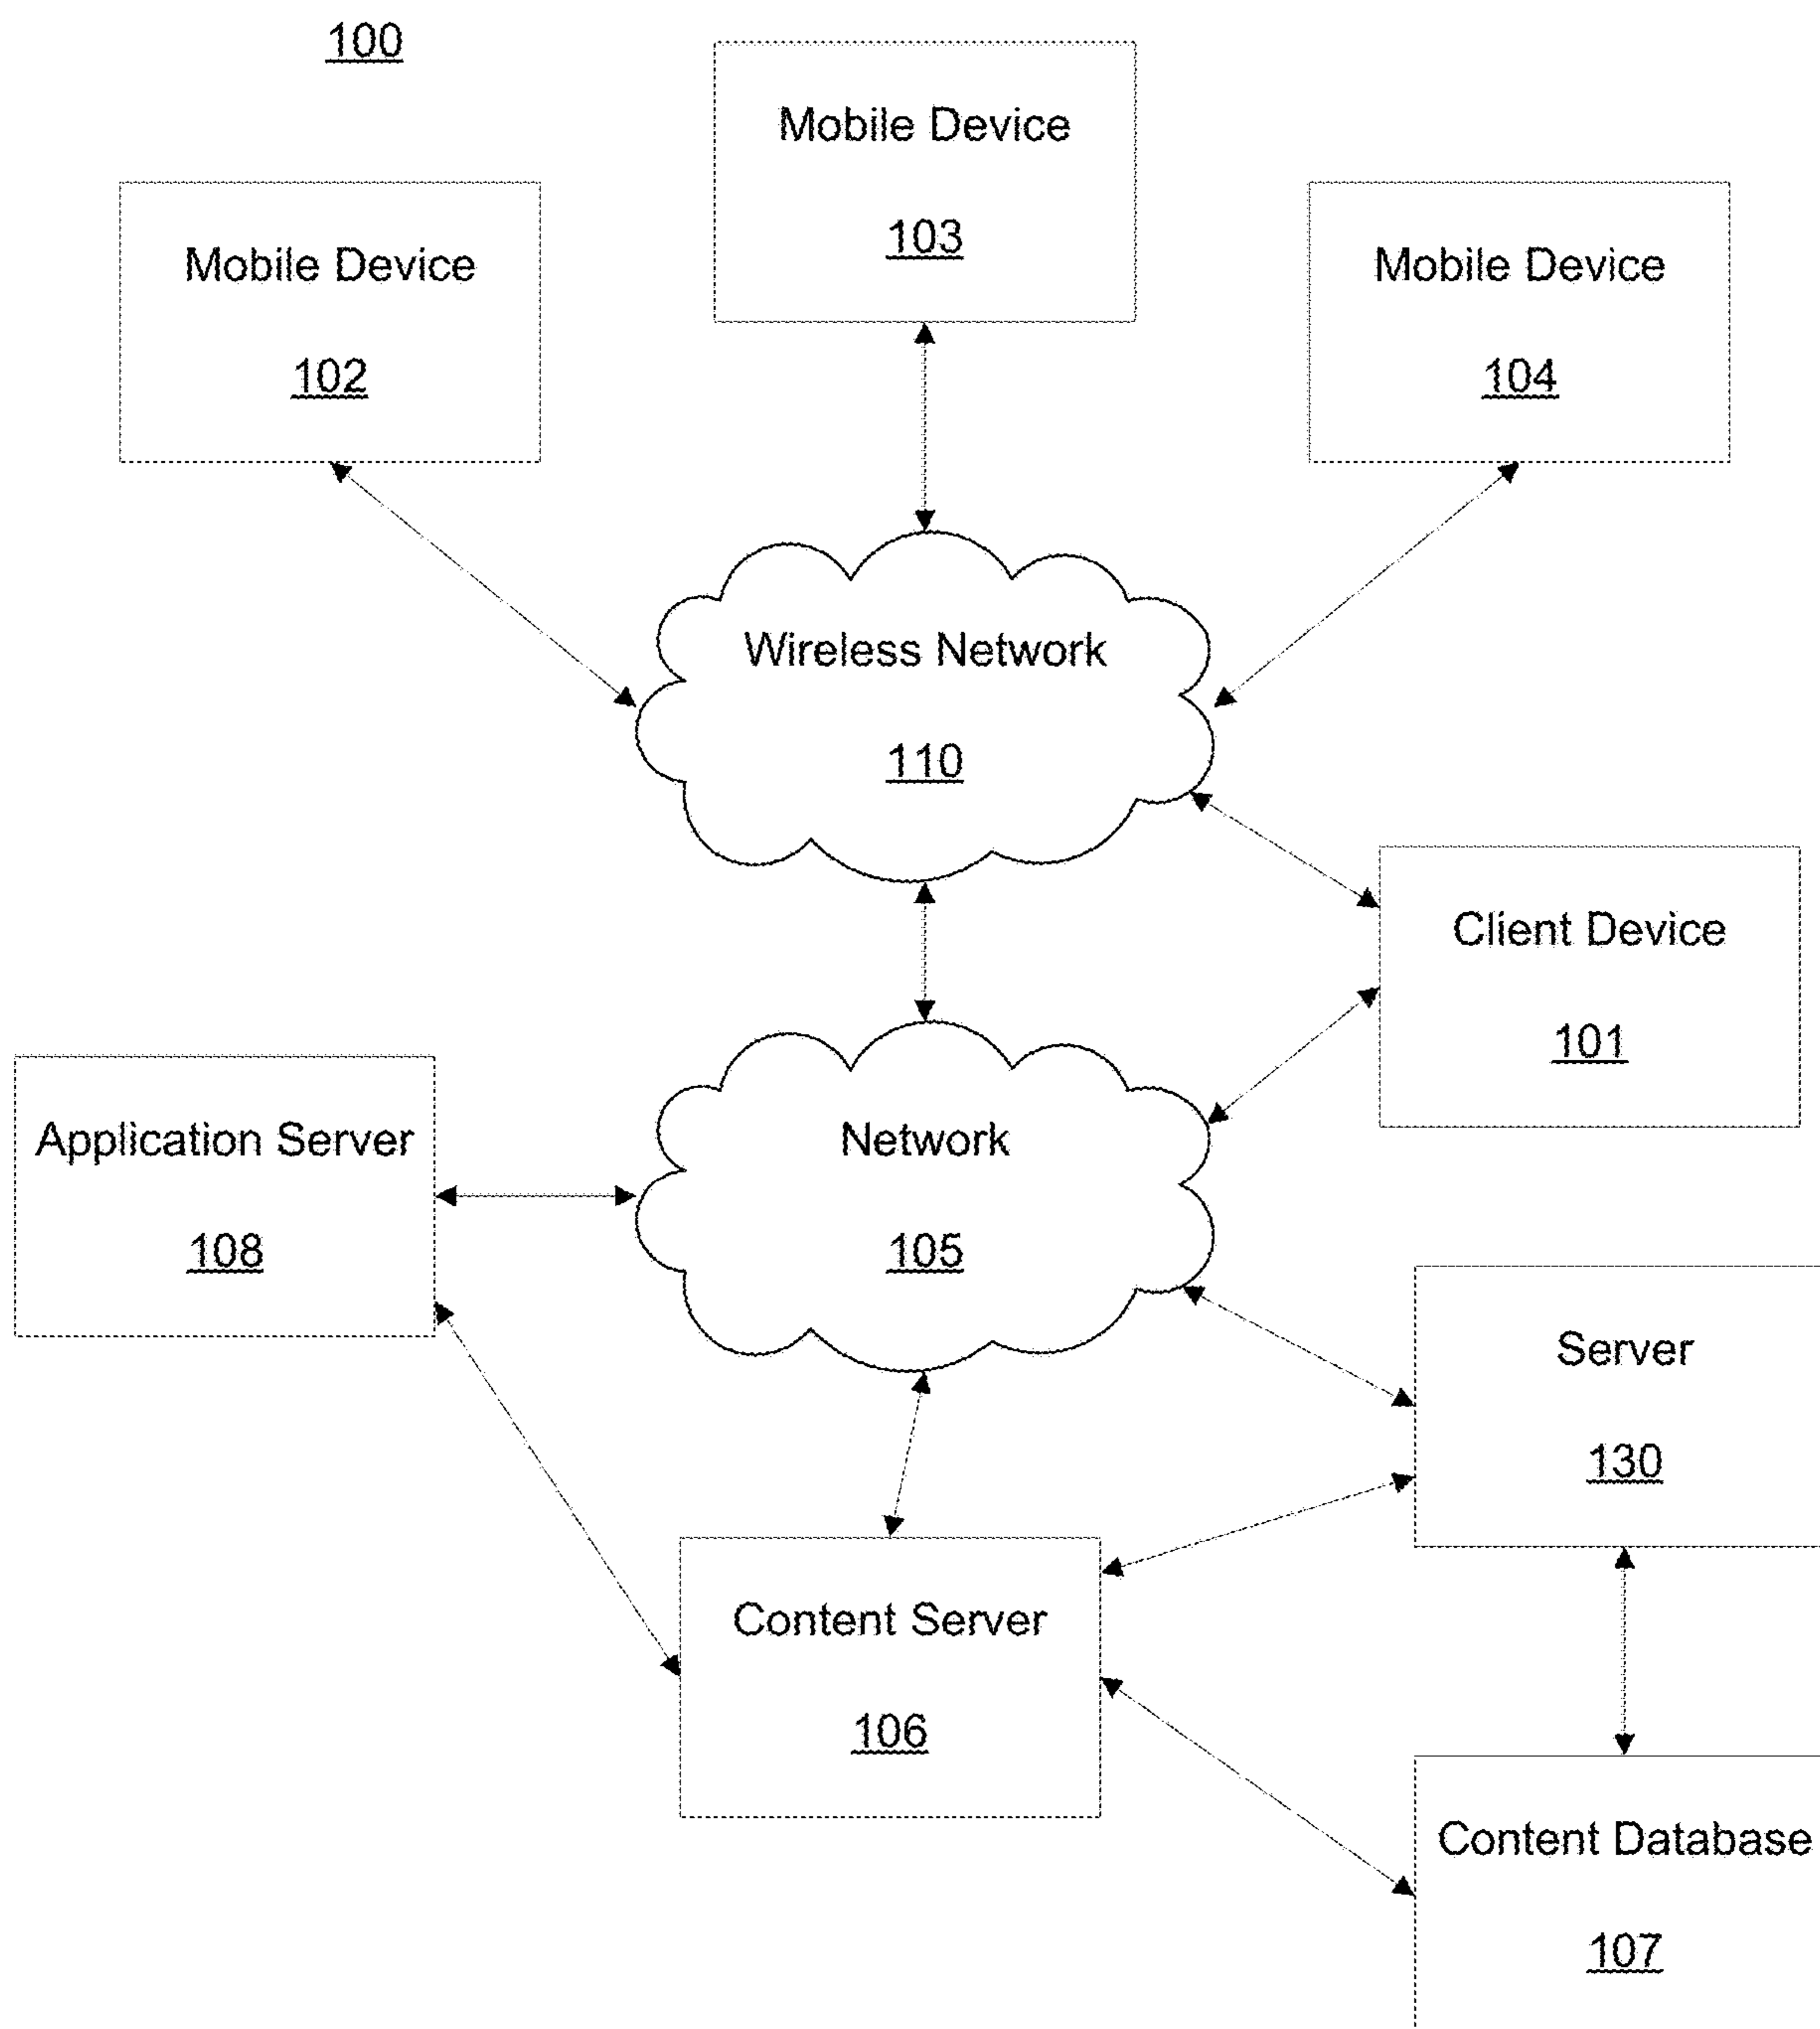 100
Mobile Device
103
Mobile Device
102
Mobile Device
104
Wireless Network
110
Client Device
101
Application Server
108
Network
105
Server
130
Content Server
106
Content Database
107